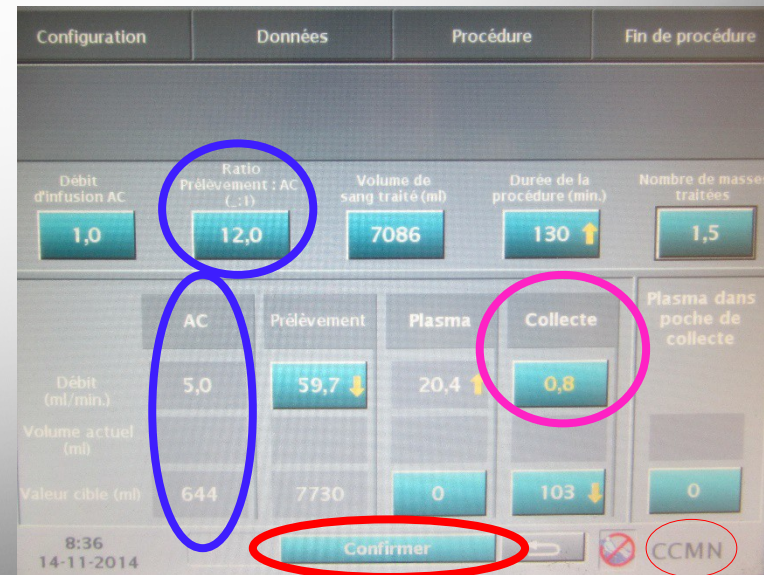 Configuration
Données
Procédure
Fin de procédure
Débit
d'infusion AC
Ratio
Prélèvement : AC
(_:1)
Volume de
sang traité (ml)
Durée de la
procédure (min.)
Nombre de masses
traitées
1,0
12,0
7086
130
1,5
AC
Prélèvement
Plasma
Collecte
Plasma dans
poche de
collecte
Débit
(ml/min.)
5,0
59,7
20,4
0,8
Volume actuel
(ml)
Valeur cible (ml)
644
7730
0
103
0
8:36
14-11-2014
Confirmer
CCMN